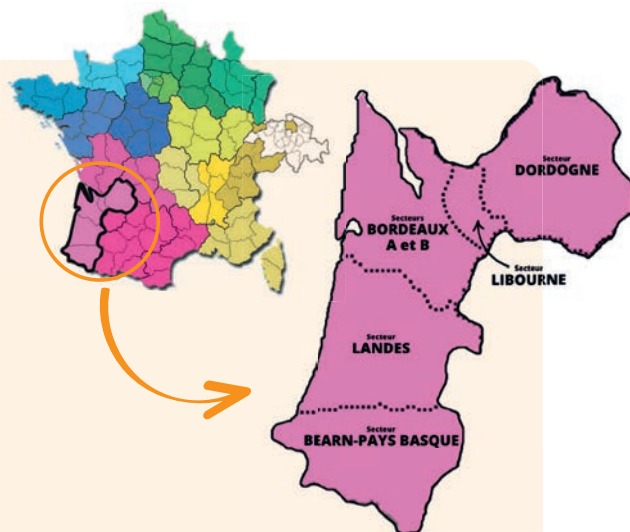 Secteur
DORDOGNE
Secteurs
BORDEAUX
A et B
Secteur
LIBOURNE
Secteur
LANDES
Secteur
BEARN-PAYS BASQUE